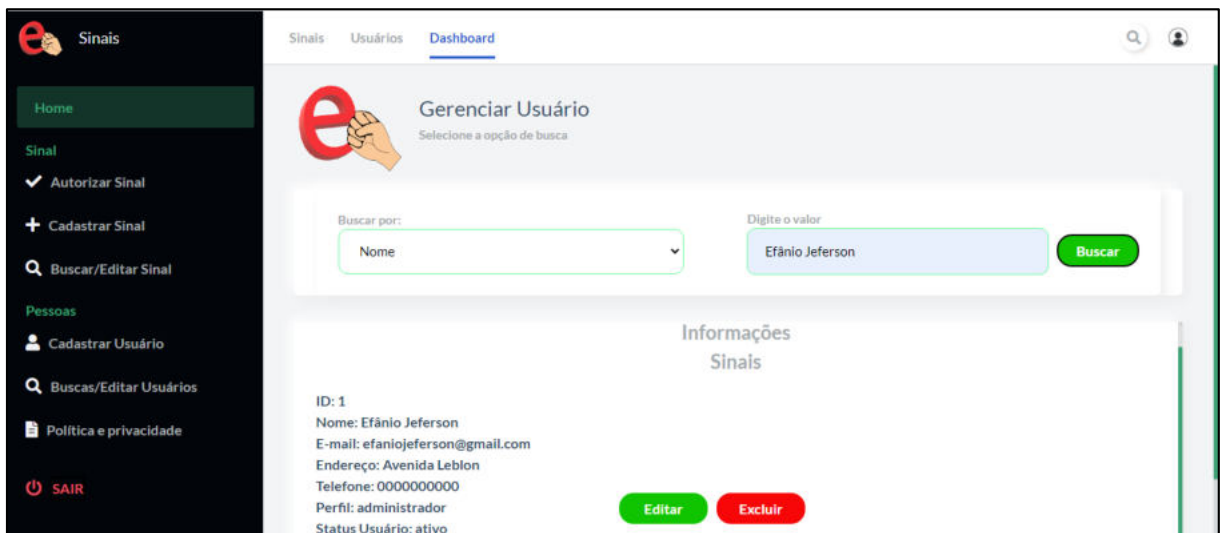 Sinais
Home
Sinal
Autorizar Sinal
Cadastrar Sinal
Buscar/Editar Sinal
Pessoas
Cadastrar Usuário
Buscas/Editar Usuários
Política e privacidade
SAIR
Sinais Usuários Dashboard
e
Gerenciar Usuário
Selecione a opção de busca
Buscar por:
Nome
Digite o valor
Efânio Jeferson
Buscar
Informações
Sinais
ID: 1
Nome: Efânio Jeferson
E-mail: efaniojeferson@gmail.com
Endereço: Avenida Leblon
Telefone: 0000000000
Perfil: administrador
Status Usuário: ativo
Editar Excluir